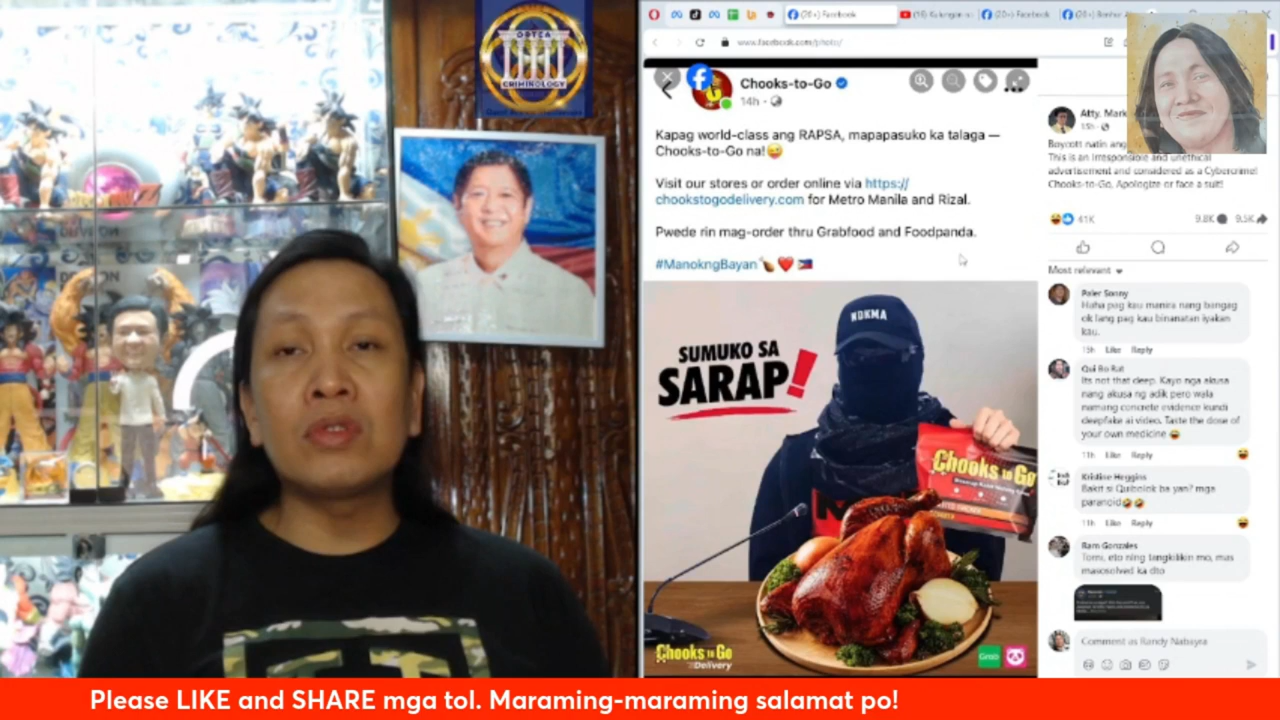 CRIMINOLOGY
(20+) Facebook
(20+) Facebook
www.facebook.com/photo/
Chooks-to-Go
14h
Kapag world-class ang RAPSA, mapapasuko ka talaga —
Chooks-to-Go na!
Visit our stores or order online via https://
chookstogodelivery.com for Metro Manila and Rizal.
Pwede rin mag-order thru Grabfood and Foodpanda.
#ManokngBayan
NOKMA
SUMUKO SA
SARAP!
Chooks to Go
Chooks to Go
Delivery
Grab
Atty. Mark
15h
Boycott natin ang
This is an Irresponsible and unethical
advertisement and considered as a Cybercrime!
Chooks-to-Go, Apologize or face a suit!
41K
9.8K
9.5K
Most relevant
Paler Sonny
Haha pag kau manira nang bangag
ok lang pag kau binanatan iyakan
kau.
15h Like Reply
Qui Bo Rat
Its not that deep. Kayo nga akusa
nang akusa ng adik pero wala
namang concrete evidence kundi
deepfake ai video. Taste the dose of
your own medicine
11h Like Reply
Kristine Heggins
Bakit si Quibolok ba yan? mga
paranoid
11h Like Reply
Ram Gonzales
Tomi, eto ning tangkilikin mo, mas
masosolved ka dto
Comment as Randy Nabayra
Please LIKE and SHARE mga tol. Maraming-maraming salamat po!